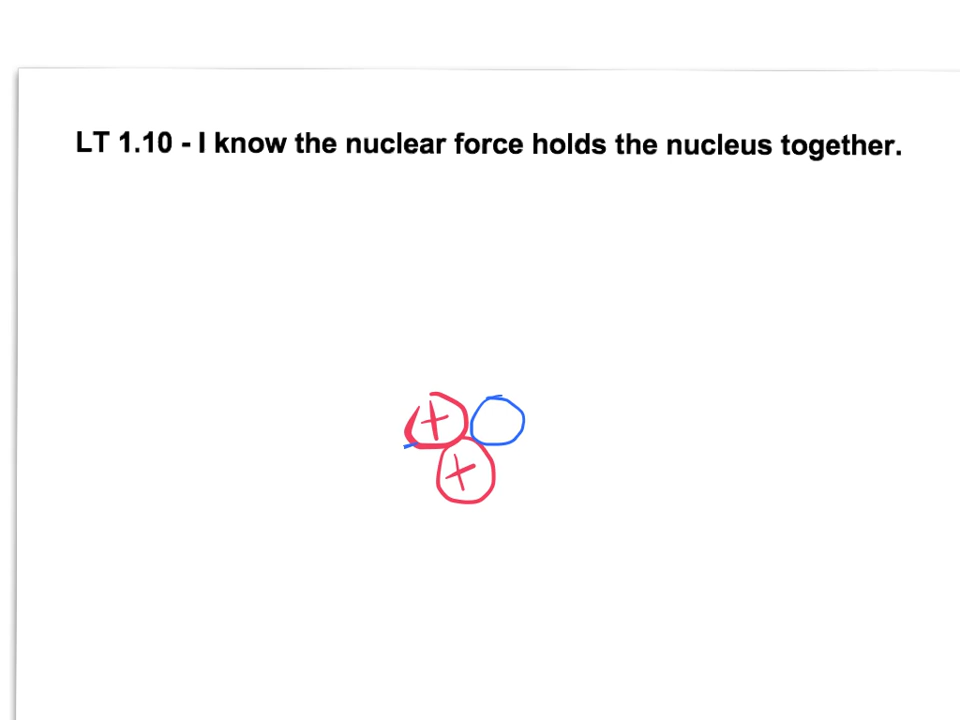 LT 1.10 - I know the nuclear force holds the nucleus together.
+
+